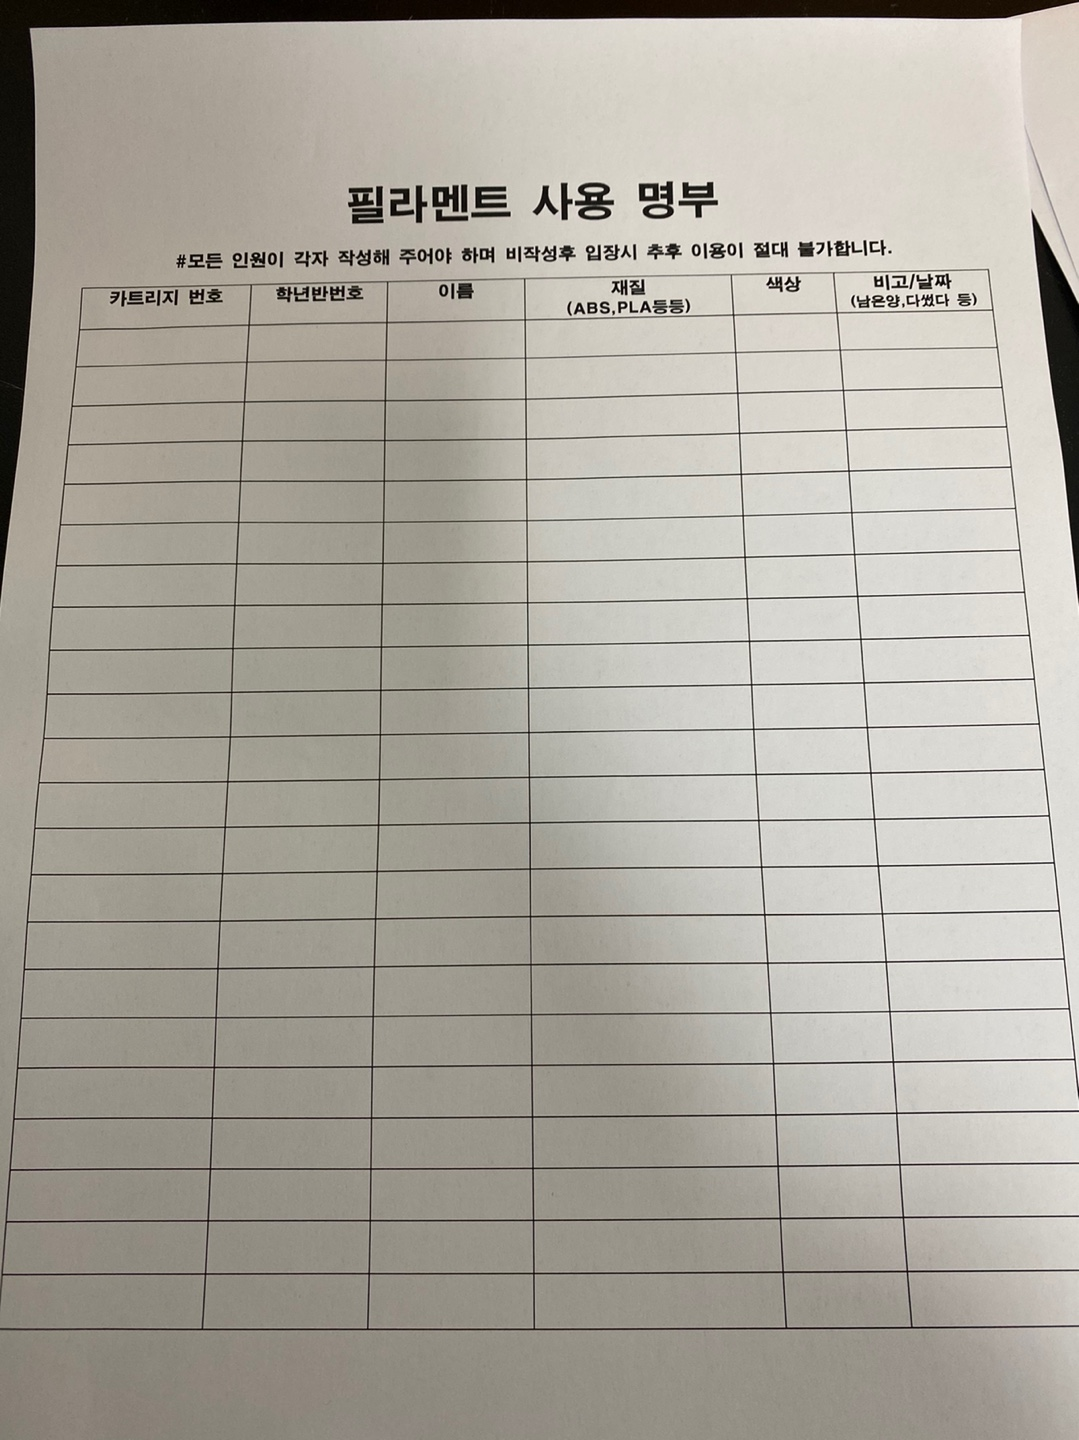 필라멘트 사용 명부
#모든 인원이 각자 작성해 주어야 하며 비작성후 입장시 추후 이용이 절대 불가합니다.
카트리지 번호 학년반번호 이름 재질 색상 비고/날짜
(ABS,PLA등등) (남은양,다썼다 등)